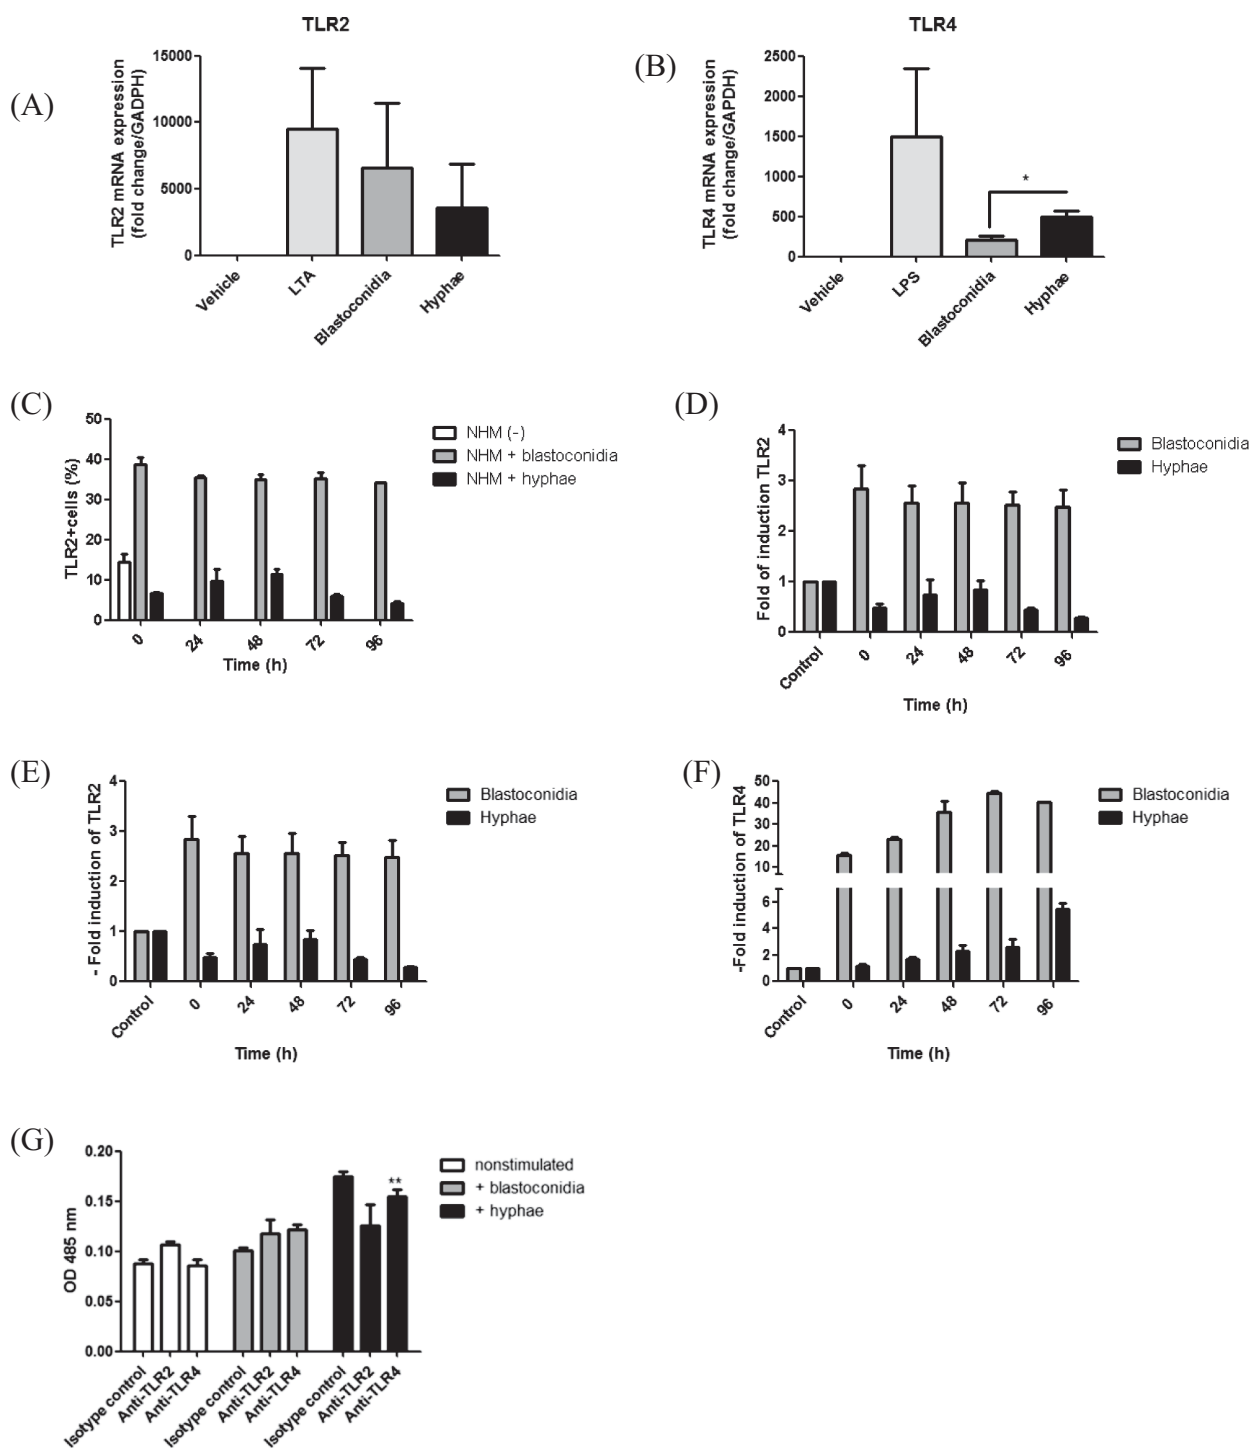 (A)
TLR2
TLR2 mRNA expression
(fold change/GADPH)
15000
10000
5000
0
Vehicle
LTA
Blastoconidia
Hyphae
(B)
TLR4
TLR4 mRNA expression
(fold change/GAPDH)
2500
2000
1500
1000
500
0
*
Vehicle
LPS
Blastoconidia
Hyphae
(C)
TLR2+cells (%)
50
40
30
20
10
0
0
24
48
72
96
Time (h)
NHM (-)
NHM + blastoconidia
NHM + hyphae
(D)
Fold of induction TLR2
4
3
2
1
0
Control
0
24
48
72
96
Time (h)
Blastoconidia
Hyphae
(E)
- Fold induction of TLR2
4
3
2
1
0
Control
0
24
48
72
96
Time (h)
Blastoconidia
Hyphae
(F)
-Fold induction of TLR4
50
40
30
20
10
6
4
2
0
Control
0
24
48
72
96
Time (h)
Blastoconidia
Hyphae
(G)
OD 485 nm
0.20
0.15
0.10
0.05
0.00
**
Isotype control
Anti-TLR2
Anti-TLR4
Isotype control
Anti-TLR2
Anti-TLR4
Isotype control
Anti-TLR2
Anti-TLR4
nonstimulated
+ blastoconidia
+ hyphae